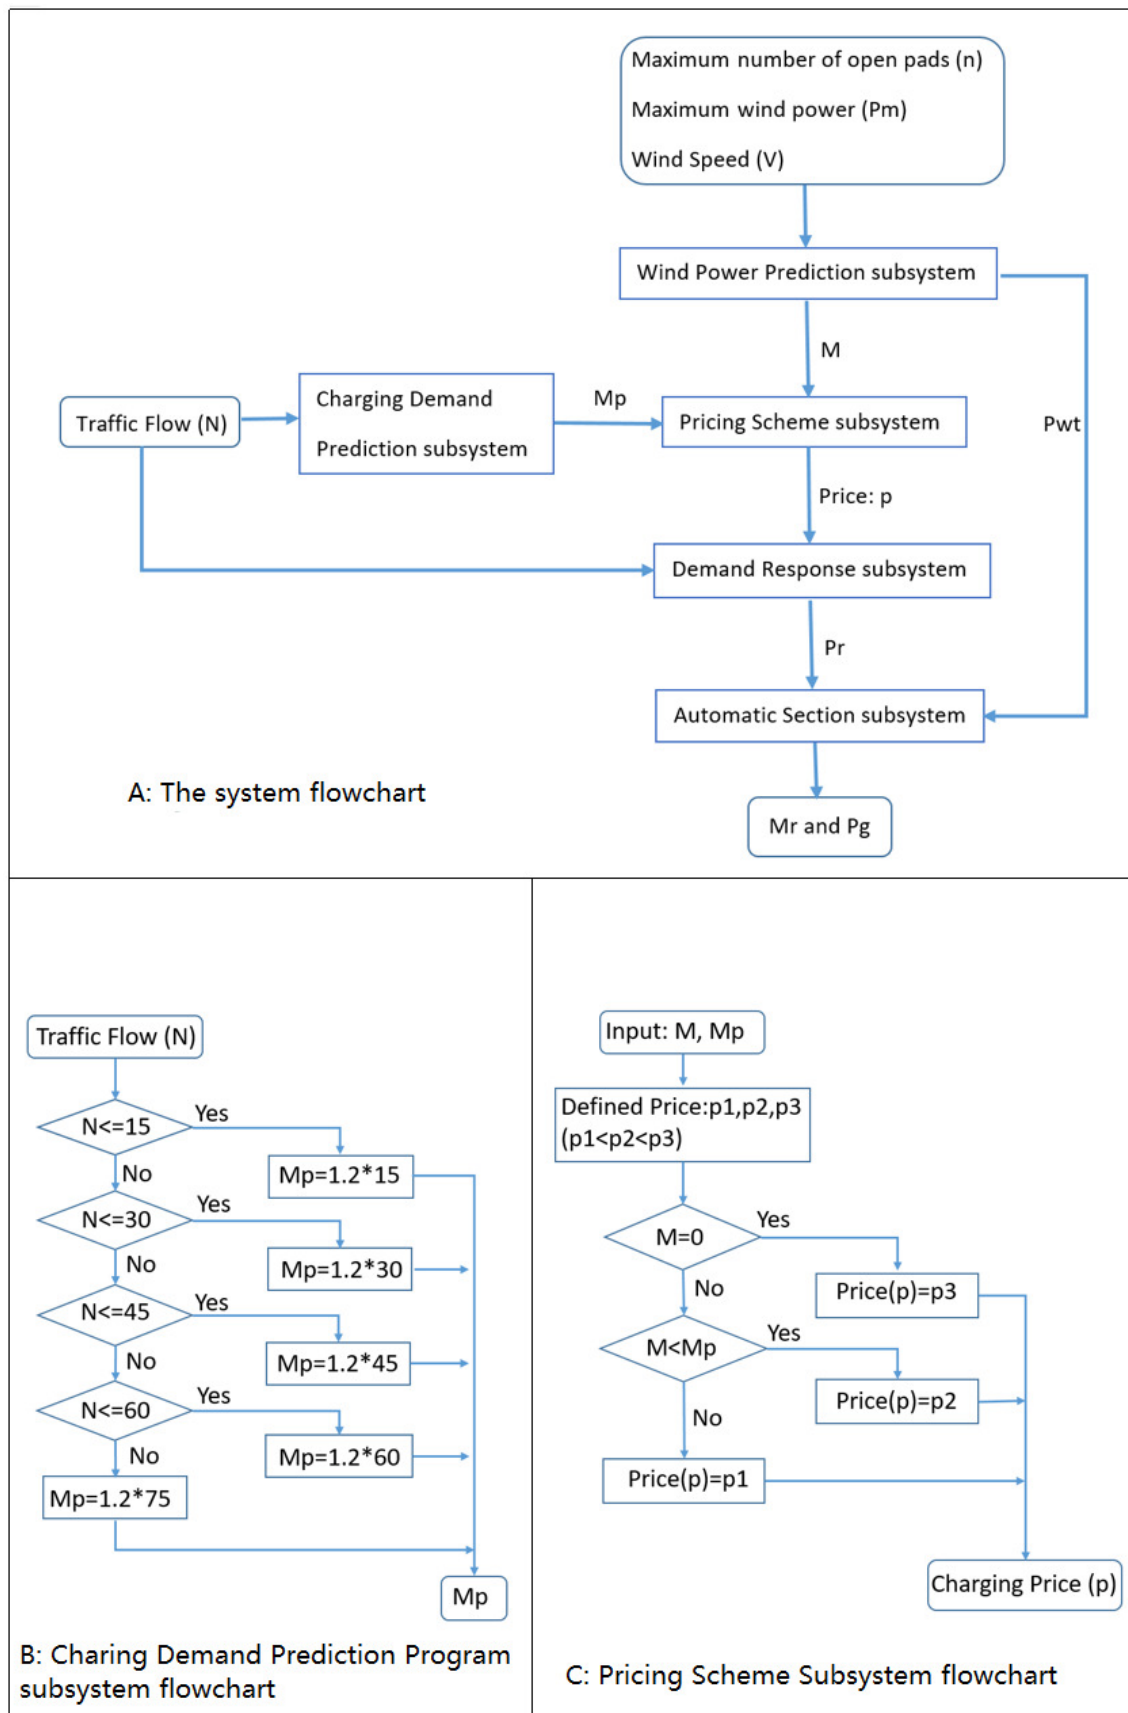 Maximum number of open pads (n)
Maximum wind power (Pm)
Wind Speed (V)
Wind Power Prediction subsystem
M
Pwt
Traffic Flow (N)
Charging Demand
Prediction subsystem
Mp
Pricing Scheme subsystem
Price: p
Demand Response subsystem
Pr
Automatic Section subsystem
Mr and Pg
A: The system flowchart
Traffic Flow (N)
N<=15
Yes
Mp=1.2*15
No
N<=30
Yes
Mp=1.2*30
No
N<=45
Yes
Mp=1.2*45
No
N<=60
Yes
Mp=1.2*60
No
Mp=1.2*75
Mp
B: Charing Demand Prediction Program
subsystem flowchart
Input: M, Mp
Defined Price:p1,p2,p3
(p1<p2<p3)
M=0
Yes
Price(p)=p3
No
M<Mp
Yes
Price(p)=p2
No
Price(p)=p1
Charging Price (p)
C: Pricing Scheme Subsystem flowchart